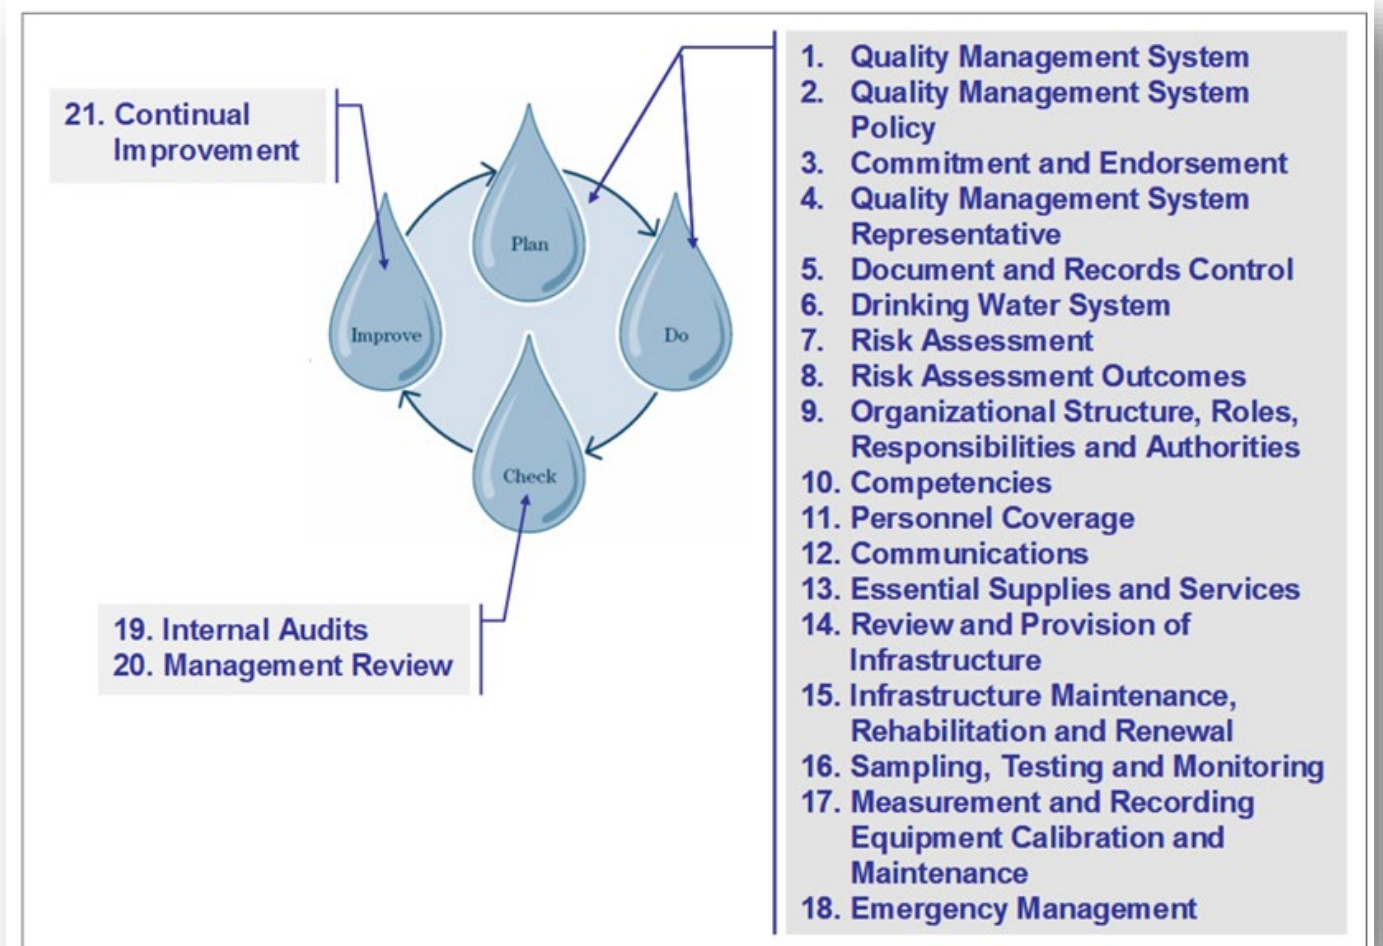 21. Continual
Improvement
Plan
Improve
Do
Check
19. Internal Audits
20. Management Review
1. Quality Management System
2. Quality Management System
Policy
3. Commitment and Endorsement
4. Quality Management System
Representative
5. Document and Records Control
6. Drinking Water System
7. Risk Assessment
8. Risk Assessment Outcomes
9. Organizational Structure, Roles,
Responsibilities and Authorities
10. Competencies
11. Personnel Coverage
12. Communications
13. Essential Supplies and Services
14. Review and Provision of
Infrastructure
15. Infrastructure Maintenance,
Rehabilitation and Renewal
16. Sampling, Testing and Monitoring
17. Measurement and Recording
Equipment Calibration and
Maintenance
18. Emergency Management